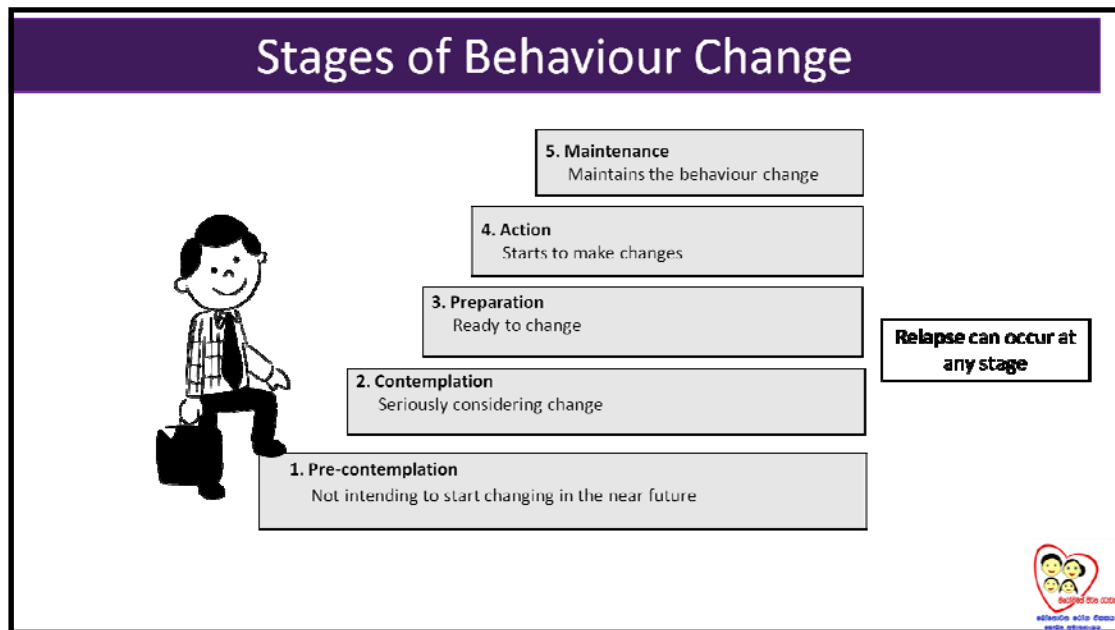 Stages of Behaviour Change
5. Maintenance
Maintains the behaviour change
4. Action
Starts to make changes
3. Preparation
Ready to change
Relapse can occur at
any stage
2. Contemplation
Seriously considering change
1. Pre-contemplation
Not intending to start changing in the near future